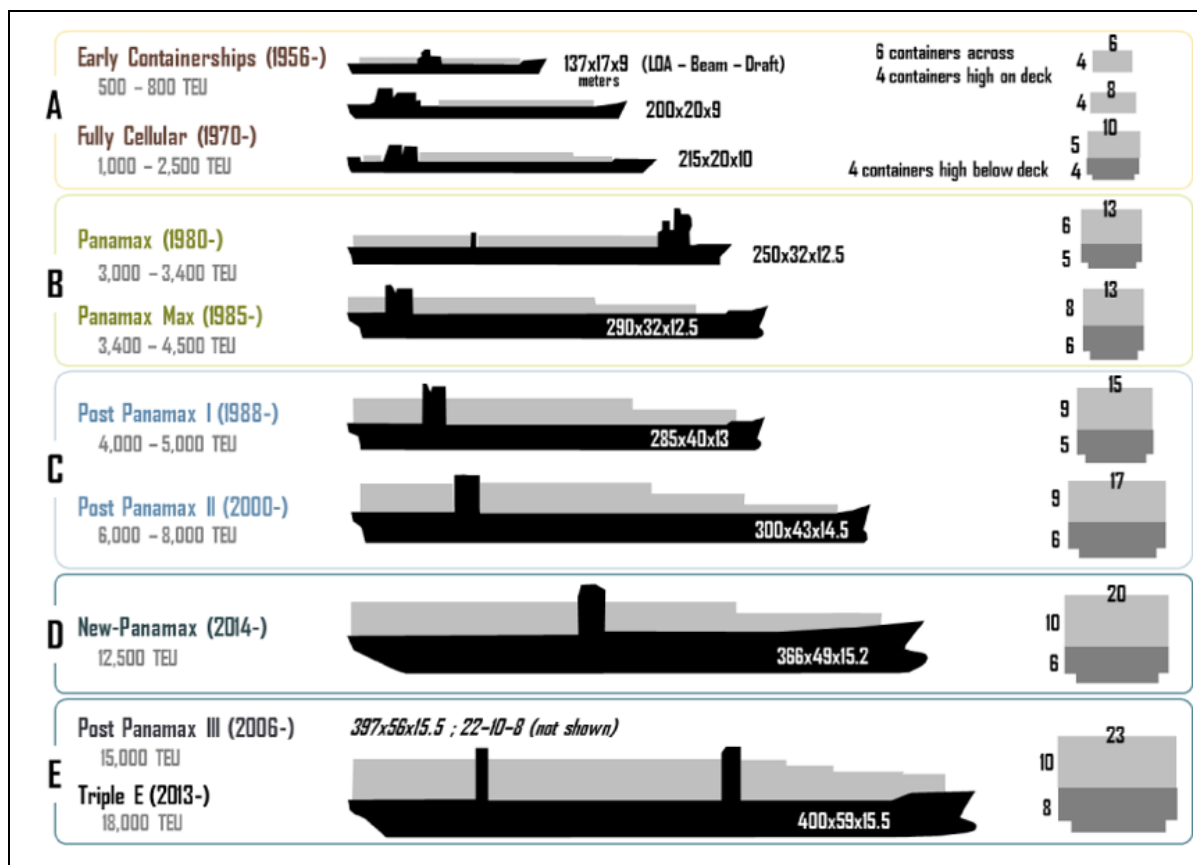 A
Early Containerships (1956-)
500 – 800 TEU
137x17x9 (LOA – Beam – Draft)
meters
6 containers across
4 containers high on deck
6
4
200x20x9
8
4
Fully Cellular (1970-)
1,000 – 2,500 TEU
215x20x10
4 containers high below deck
10
5
4
B
Panamax (1980-)
3,000 – 3,400 TEU
250x32x12.5
13
6
5
Panamax Max (1985-)
3,400 – 4,500 TEU
290x32x12.5
13
8
6
C
Post Panamax I (1988-)
4,000 – 5,000 TEU
285x40x13
15
9
5
Post Panamax II (2000-)
6,000 – 8,000 TEU
300x43x14.5
17
9
6
D
New-Panamax (2014-)
12,500 TEU
366x49x15.2
20
10
6
E
Post Panamax III (2006-)
15,000 TEU
397x56x15.5 ; 22-10-8 (not shown)
Triple E (2013-)
18,000 TEU
400x59x15.5
23
10
8